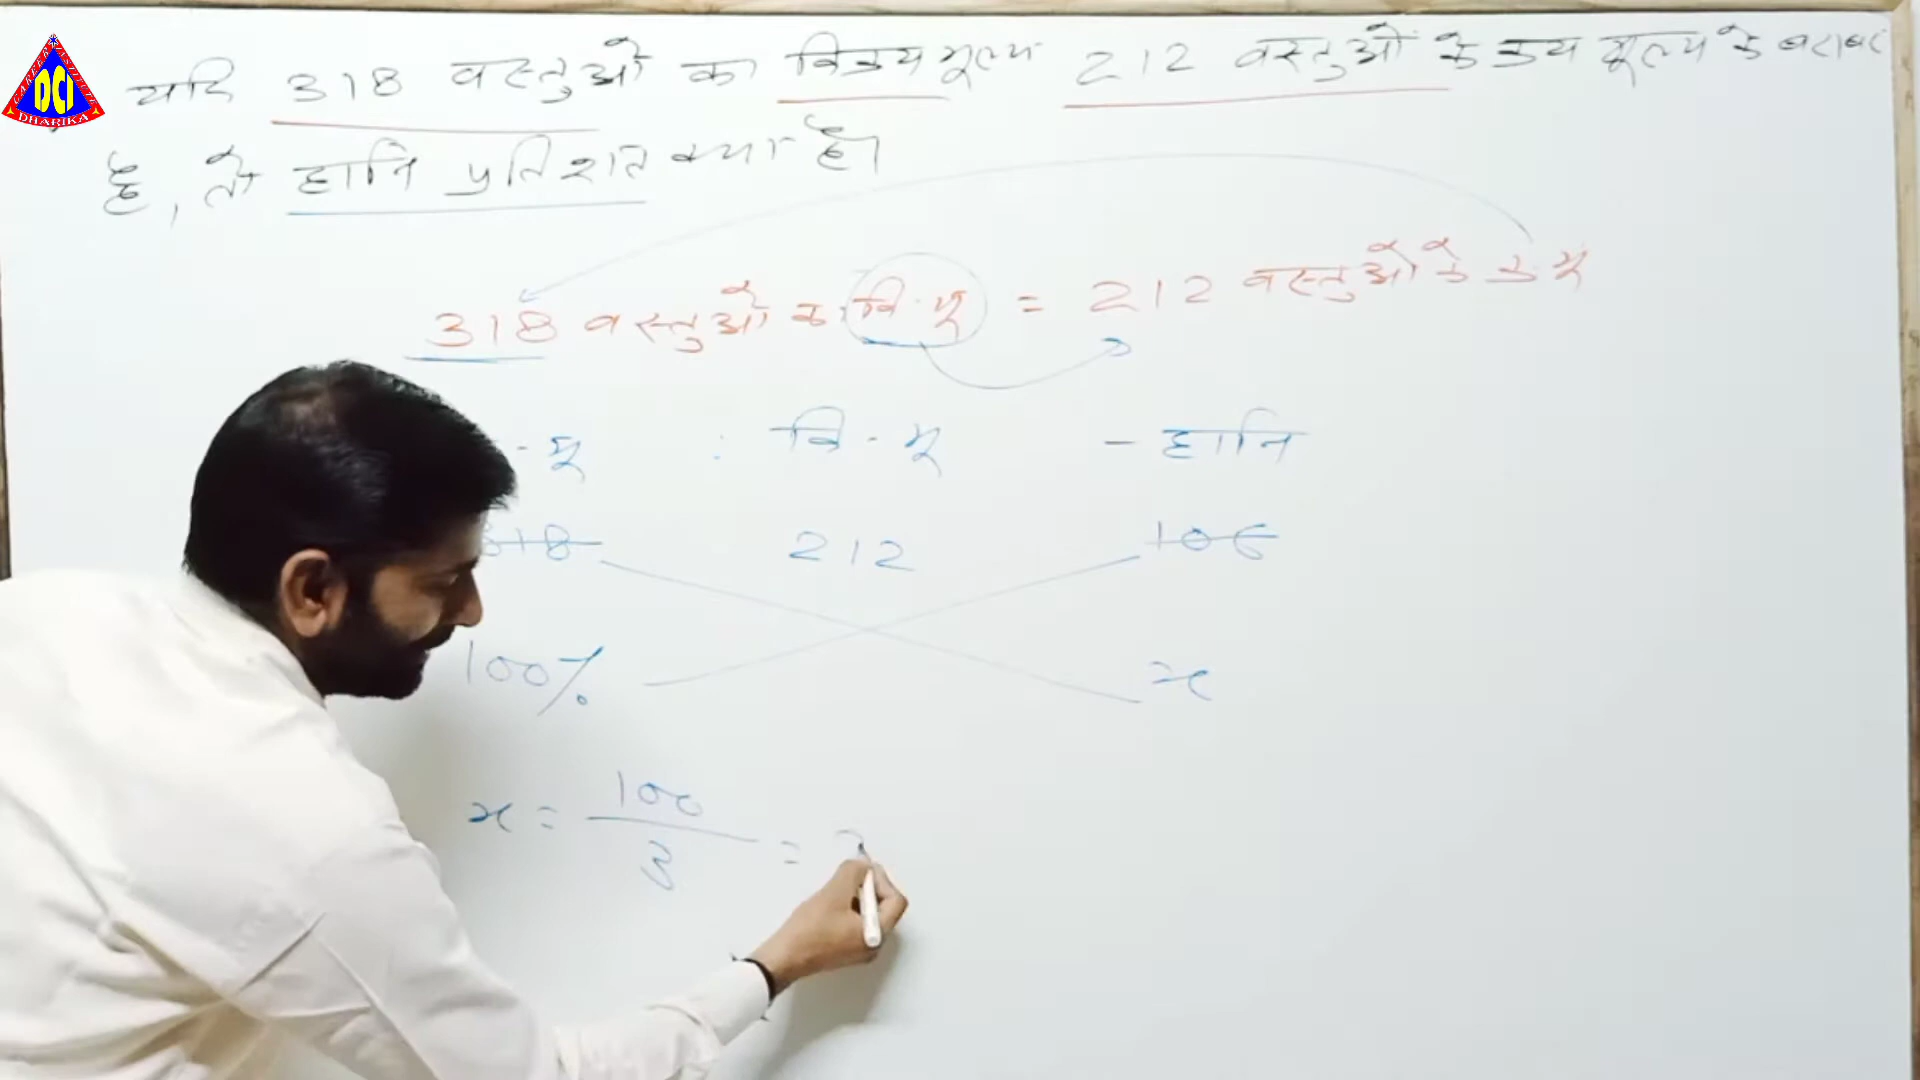 DCI
DHARIKA
यदि 318 वस्तुओं का विक्रय मूल्य 212 वस्तुओं के क्रय मूल्य के बराबर
है, तो हानि प्रतिशत क्या है।
318 वस्तुओं का वि.मू = 212 वस्तुओं के क्र मू
- मू : वि - मू - हानि
318 212 106
100% x
x = 100/3 =